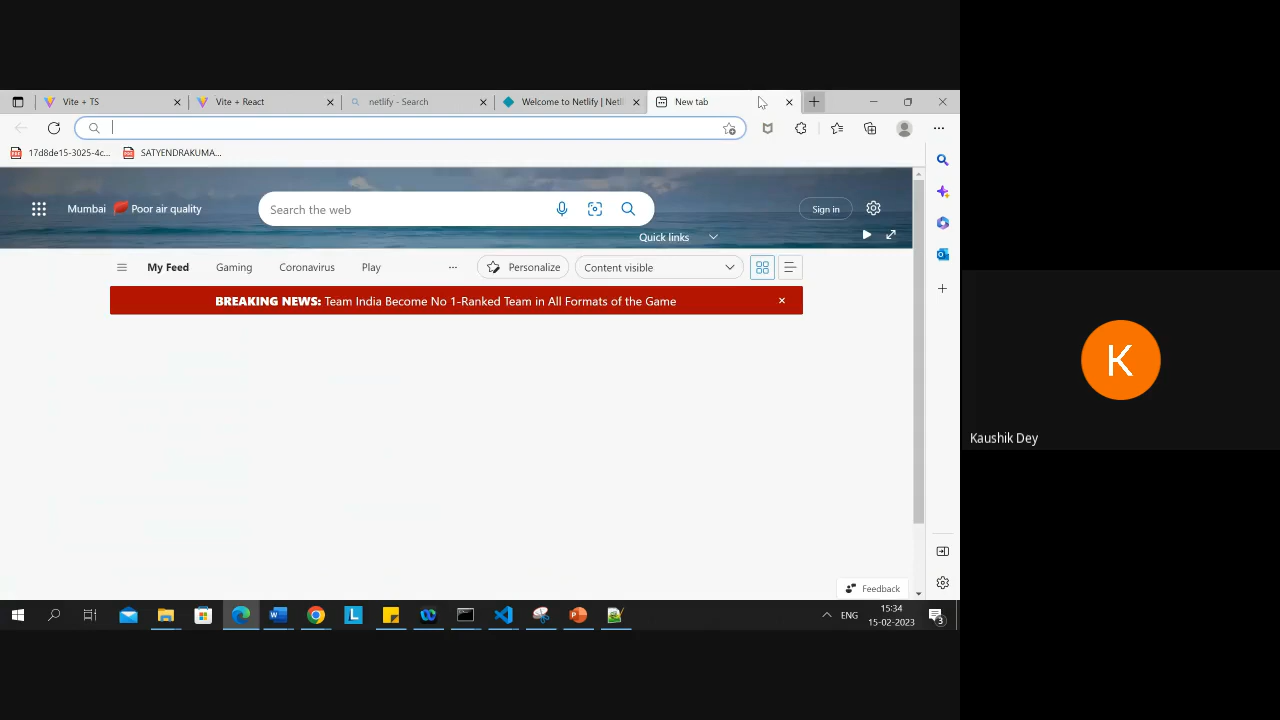 Vite + TS
Vite + React
netlify - Search
Welcome to Netlify | Netl
New tab
17d8de15-3025-4c...
SATYENDRAKUMA...
Mumbai
Poor air quality
Search the web
Sign in
Quick links
My Feed
Gaming
Coronavirus
Play
...
Personalize
Content visible
BREAKING NEWS: Team India Become No 1-Ranked Team in All Formats of the Game
K
Kaushik Dey
Feedback
L
ENG
15:34
15-02-2023
3